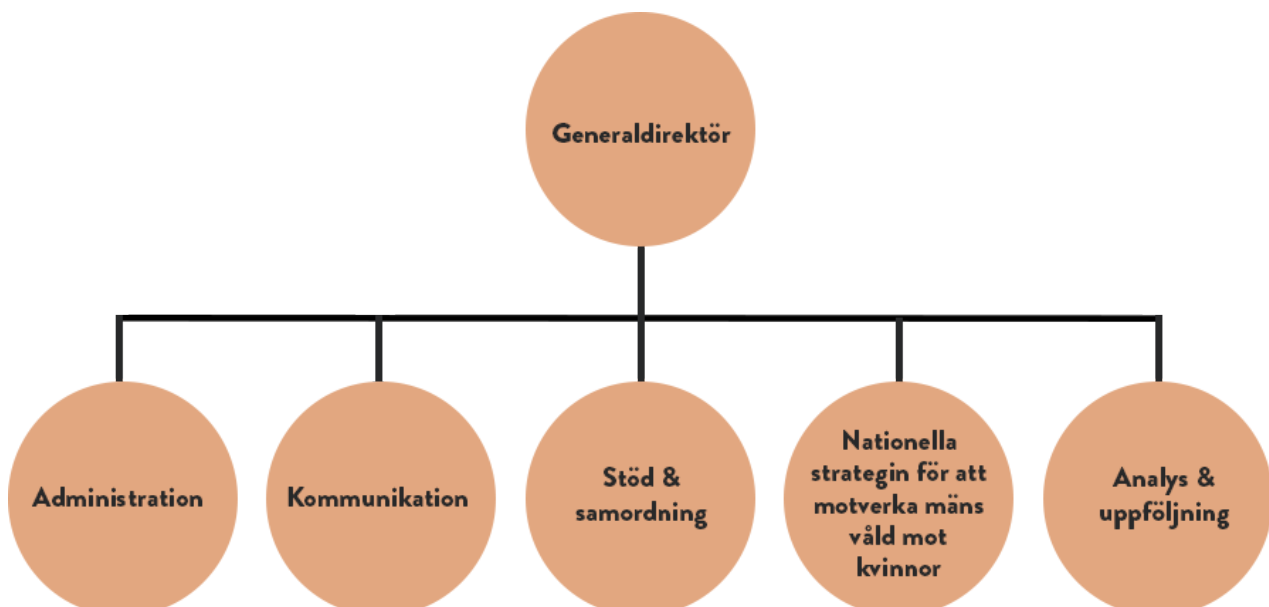 Generaldirektör
Administration
Kommunikation
Stöd &
samordning
Nationella
strategin för att
motverka mäns
våld mot
kvinnor
Analys &
uppföljning